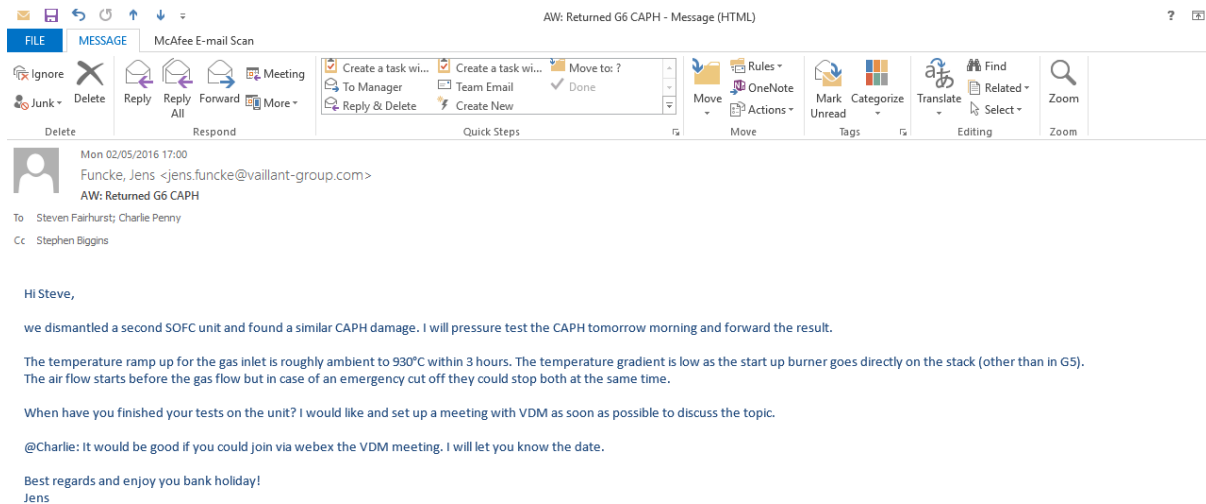 AW: Returned G6 CAPH - Message (HTML)
?
FILE MESSAGE McAfee E-mail Scan
Ignore
Junk
Delete
Reply
Reply All
Forward
Meeting
More
Create a task wi...
To Manager
Reply & Delete
Create a task wi...
Team Email
Create New
Move to: ?
Done
Move
Rules
OneNote
Actions
Mark Unread
Categorize
Translate
Find
Related
Select
Zoom
Delete Respond Quick Steps Move Tags Editing Zoom
Mon 02/05/2016 17:00
Funcke, Jens <jens.funcke@vaillant-group.com>
AW: Returned G6 CAPH
To Steven Fairhurst; Charlie Penny
Cc Stephen Biggins
Hi Steve,
we dismantled a second SOFC unit and found a similar CAPH damage. I will pressure test the CAPH tomorrow morning and forward the result.
The temperature ramp up for the gas inlet is roughly ambient to 930°C within 3 hours. The temperature gradient is low as the start up burner goes directly on the stack (other than in G5).
The air flow starts before the gas flow but in case of an emergency cut off they could stop both at the same time.
When have you finished your tests on the unit? I would like and set up a meeting with VDM as soon as possible to discuss the topic.
@Charlie: It would be good if you could join via webex the VDM meeting. I will let you know the date.
Best regards and enjoy you bank holiday!
Jens